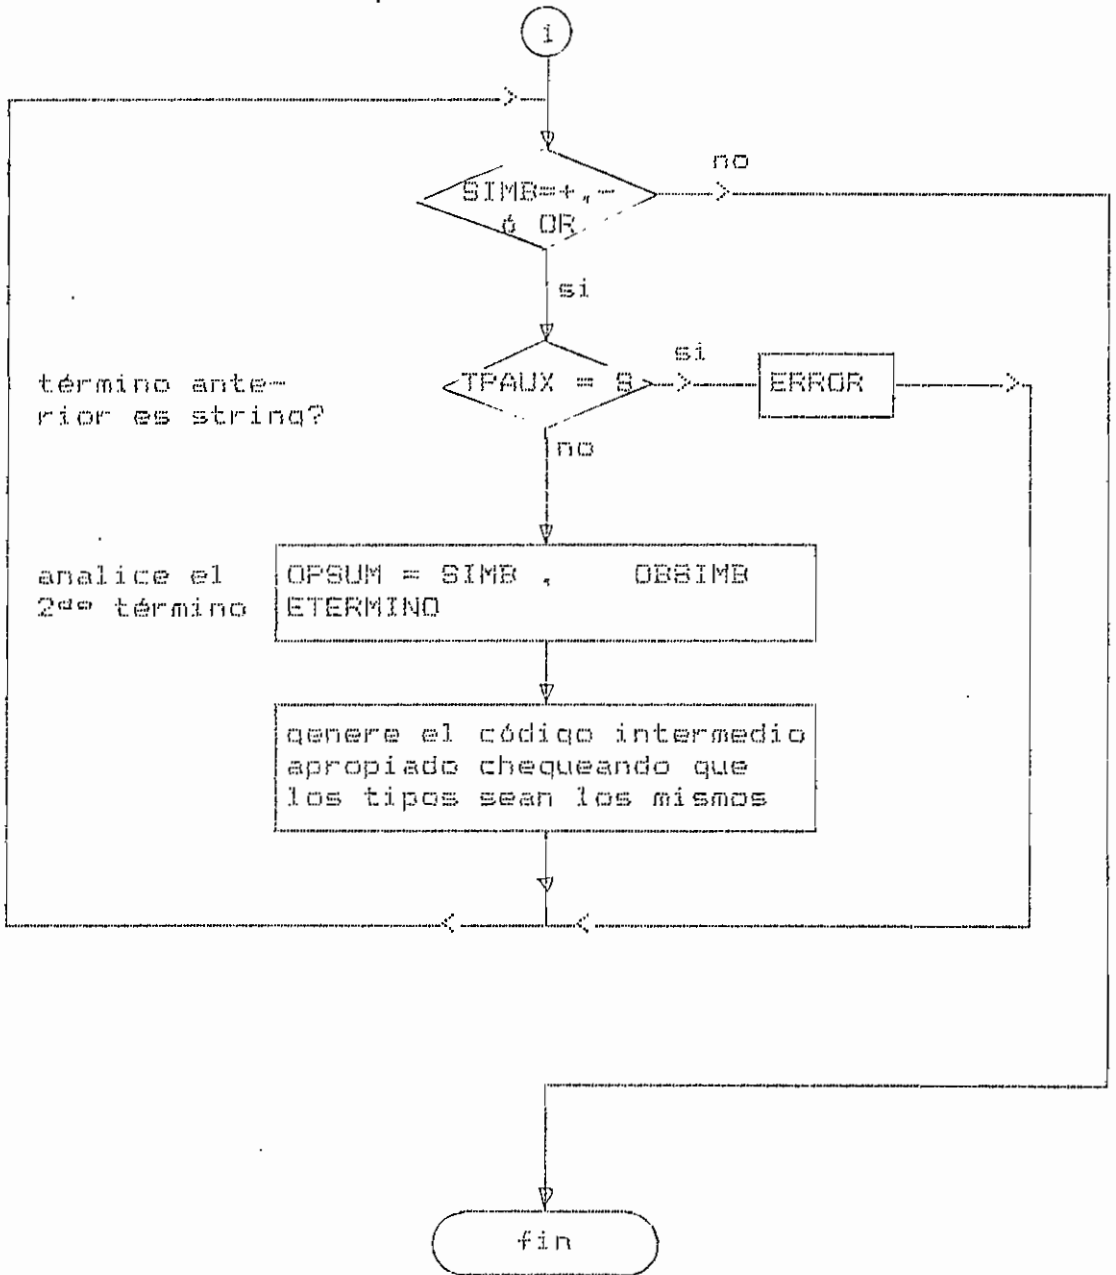 i
no
SIMB=+,-
ó OR
si
término ante-
rior es string?
TPAUX = S
si
ERROR
no
analice el
2do término
OPSUM = SIMB , OBSIMB
ETERMINO
genere el código intermedio
apropiado chequeando que
los tipos sean los mismos
fin